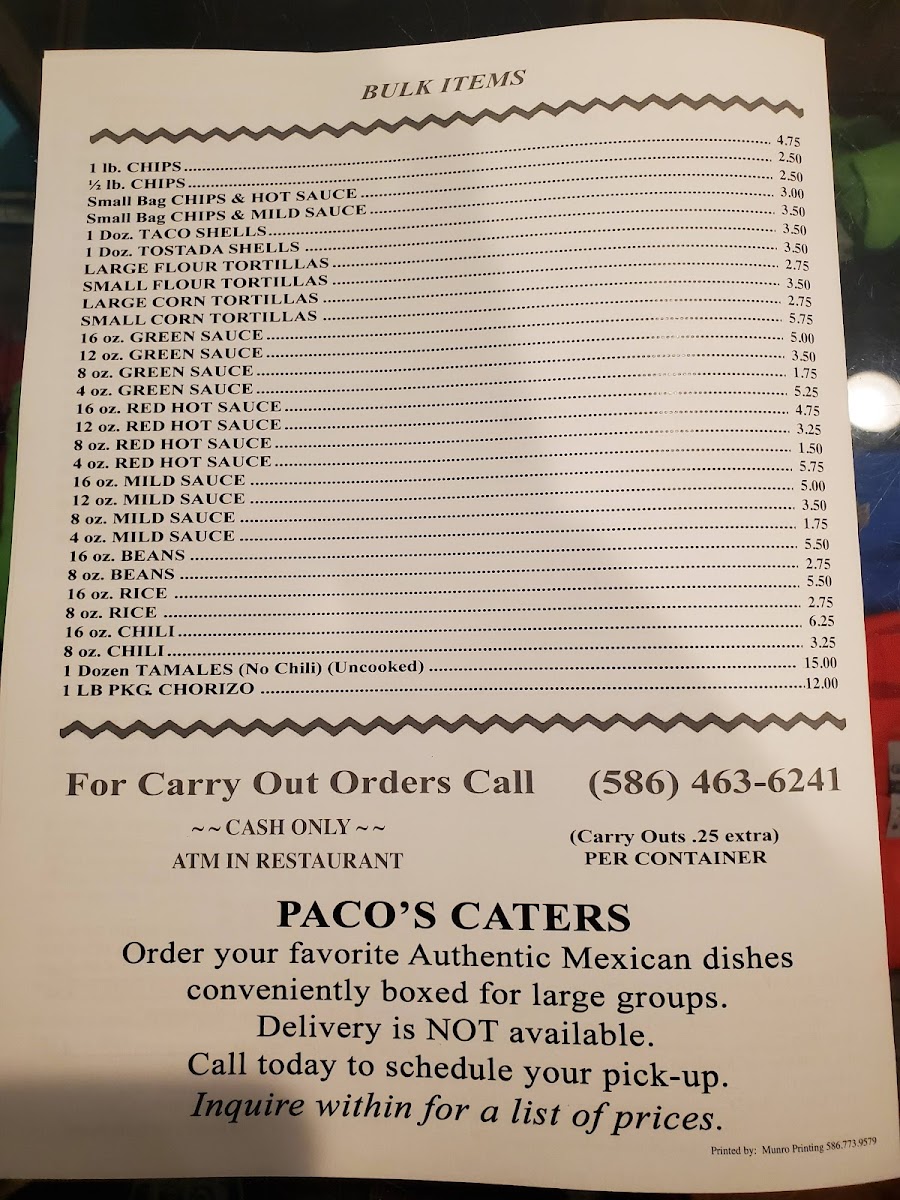 BULK ITEMS
1 lb. CHIPS 4.75
½ lb. CHIPS 2.50
Small Bag CHIPS & HOT SAUCE 2.50
Small Bag CHIPS & MILD SAUCE 3.00
1 Doz. TACO SHELLS 3.50
1 Doz. TOSTADA SHELLS 3.50
LARGE FLOUR TORTILLAS 3.50
SMALL FLOUR TORTILLAS 2.75
LARGE CORN TORTILLAS 3.50
SMALL CORN TORTILLAS 2.75
16 oz. GREEN SAUCE 5.75
12 oz. GREEN SAUCE 5.00
8 oz. GREEN SAUCE 3.50
4 oz. GREEN SAUCE 1.75
16 oz. RED HOT SAUCE 5.25
12 oz. RED HOT SAUCE 4.75
8 oz. RED HOT SAUCE 3.25
4 oz. RED HOT SAUCE 1.50
16 oz. MILD SAUCE 5.75
12 oz. MILD SAUCE 5.00
8 oz. MILD SAUCE 3.50
4 oz. MILD SAUCE 1.75
16 oz. BEANS 5.50
8 oz. BEANS 2.75
16 oz. RICE 5.50
8 oz. RICE 2.75
16 oz. CHILI 6.25
8 oz. CHILI 3.25
1 Dozen TAMALES (No Chili) (Uncooked) 15.00
1 LB PKG. CHORIZO 12.00
For Carry Out Orders Call (586) 463-6241
~~CASH ONLY~~
ATM IN RESTAURANT
(Carry Outs .25 extra)
PER CONTAINER
PACO'S CATERS
Order your favorite Authentic Mexican dishes
conveniently boxed for large groups.
Delivery is NOT available.
Call today to schedule your pick-up.
Inquire within for a list of prices.
Printed by: Munro Printing 586.773.9579